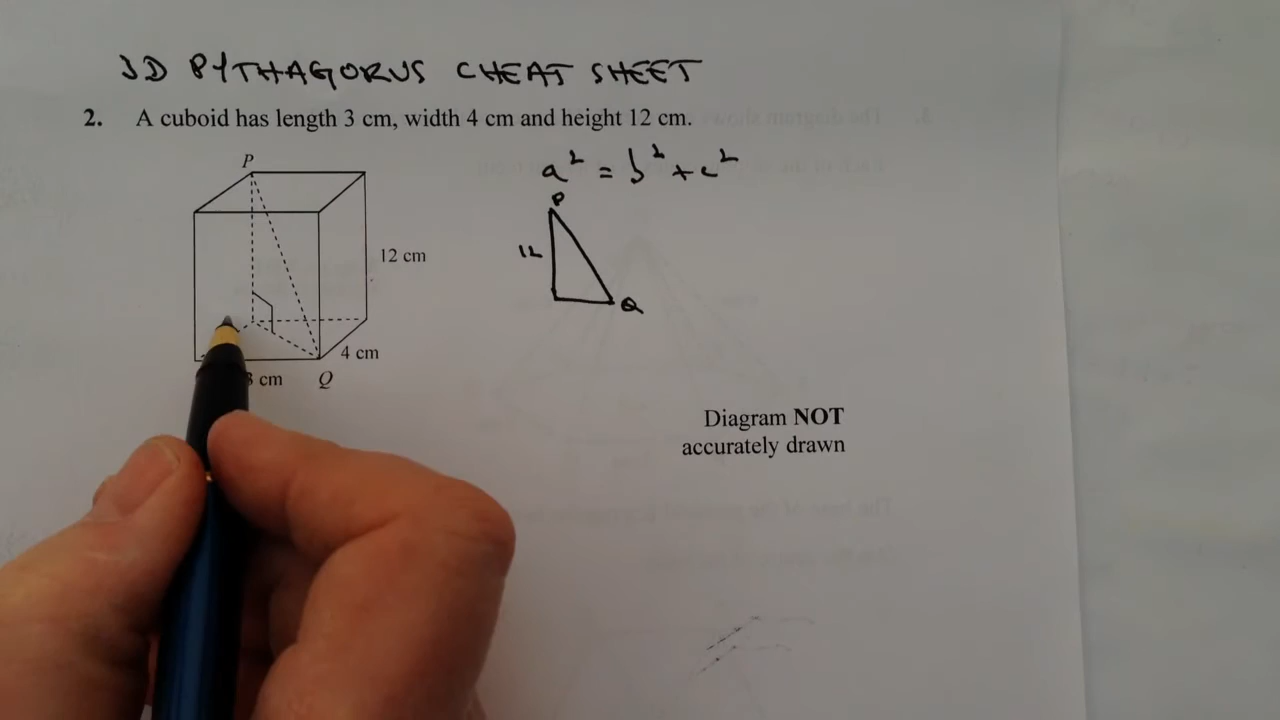 3D PYTHAGORUS CHEAT SHEET
2. A cuboid has length 3 cm, width 4 cm and height 12 cm.
a² = b² + c²
P
P
12
12 cm
Q
4 cm
cm
Q
Diagram NOT
accurately drawn